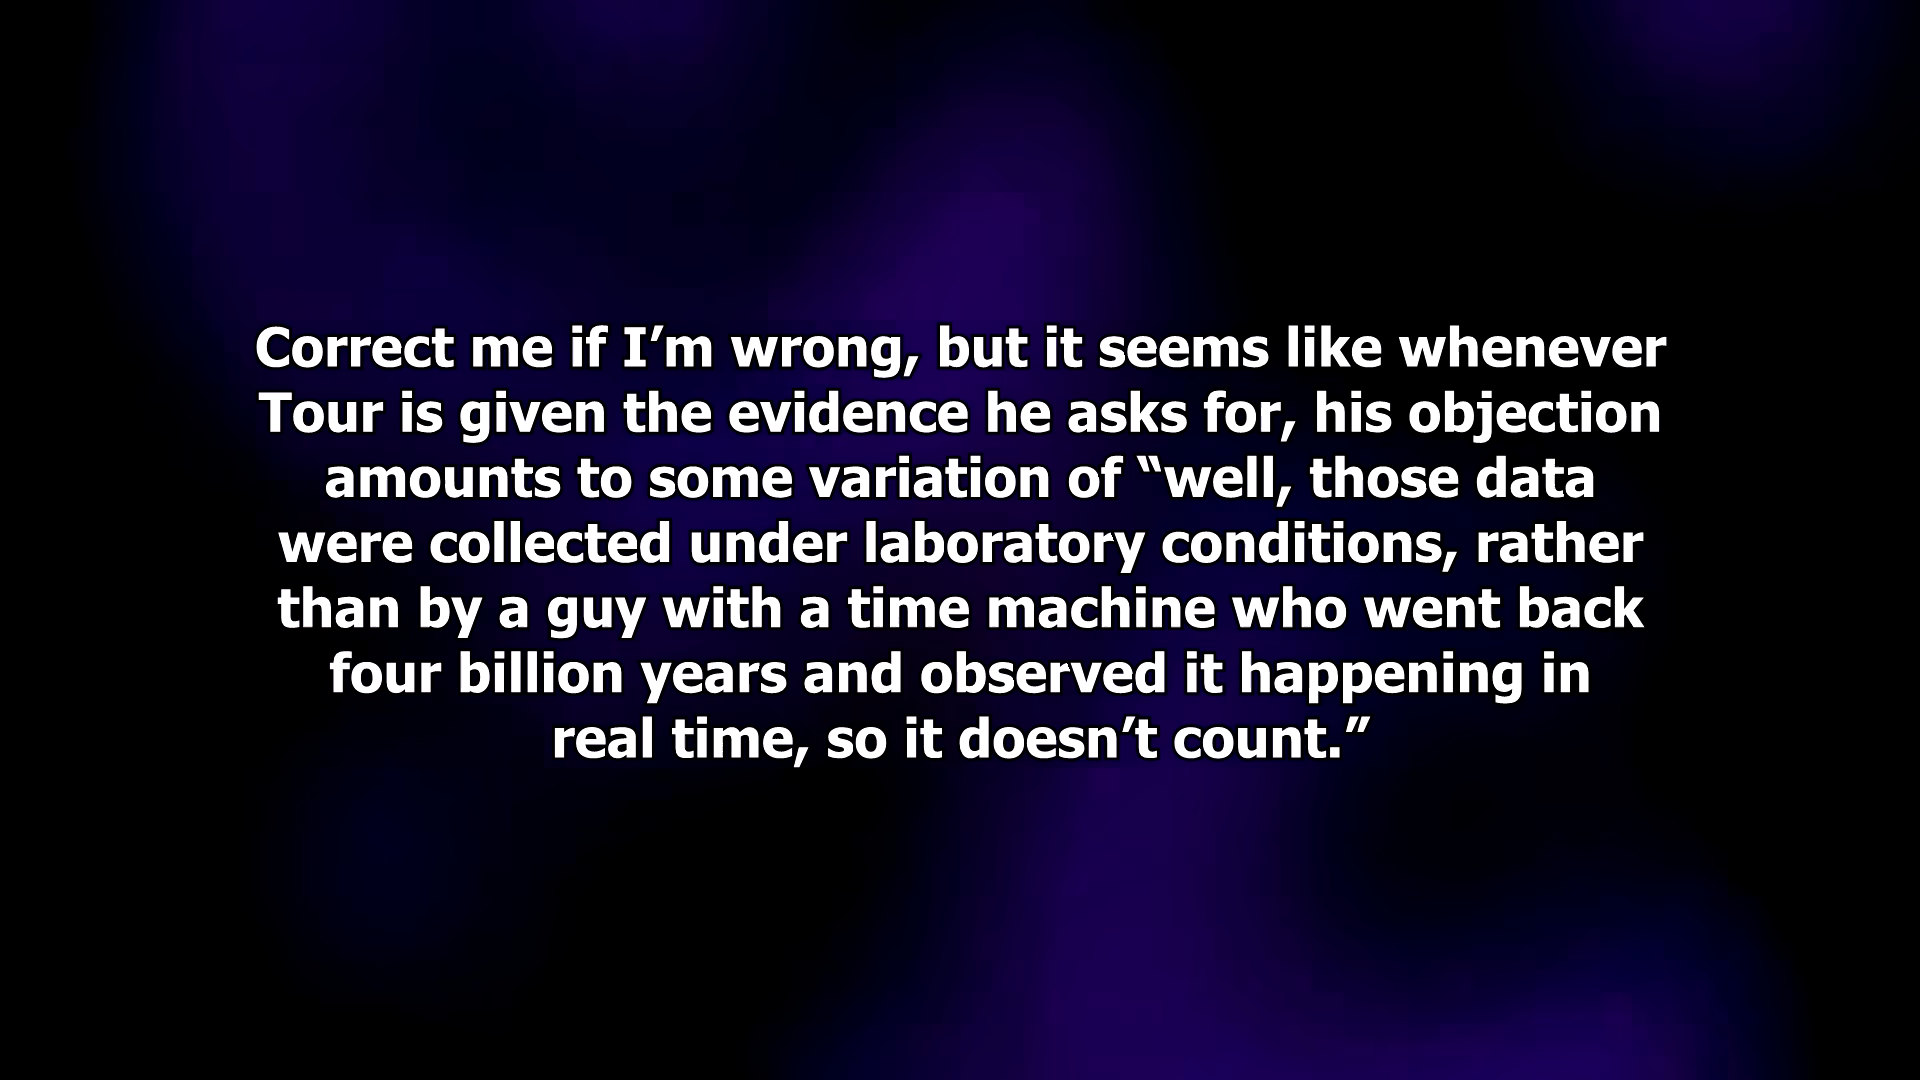 Correct me if I’m wrong, but it seems like whenever
Tour is given the evidence he asks for, his objection
amounts to some variation of “well, those data
were collected under laboratory conditions, rather
than by a guy with a time machine who went back
four billion years and observed it happening in
real time, so it doesn’t count.”